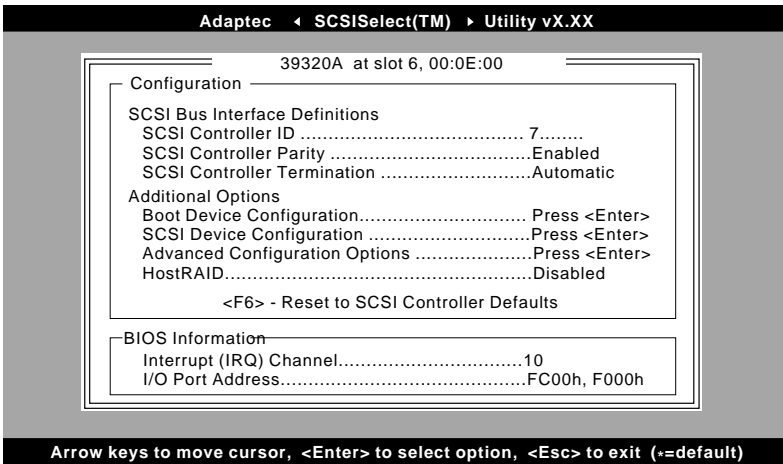 Adaptec ◂ SCSISelect(TM) ▸ Utility vX.XX
39320A at slot 6, 00:0E:00
Configuration
SCSI Bus Interface Definitions
SCSI Controller ID ........................................ 7........
SCSI Controller Parity ....................................Enabled
SCSI Controller Termination ...........................Automatic
Additional Options
Boot Device Configuration.............................. Press <Enter>
SCSI Device Configuration .............................Press <Enter>
Advanced Configuration Options .....................Press <Enter>
HostRAID.......................................................Disabled
<F6> - Reset to SCSI Controller Defaults
BIOS Information
Interrupt (IRQ) Channel.................................10
I/O Port Address............................................FC00h, F000h
Arrow keys to move cursor, <Enter> to select option, <Esc> to exit (*=default)